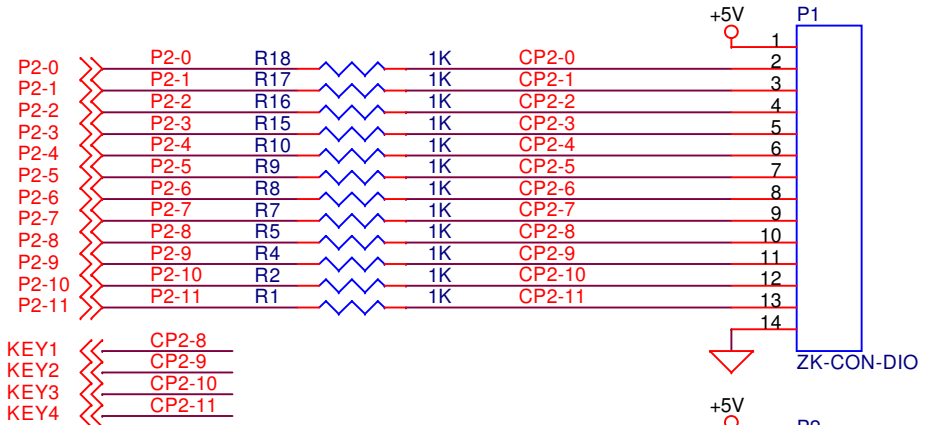 +5V P1
1
P2-0 P2-0 R18 1K CP2-0 2
P2-1 P2-1 R17 1K CP2-1 3
P2-2 P2-2 R16 1K CP2-2 4
P2-3 P2-3 R15 1K CP2-3 5
P2-4 P2-4 R10 1K CP2-4 6
P2-5 P2-5 R9 1K CP2-5 7
P2-6 P2-6 R8 1K CP2-6 8
P2-7 P2-7 R7 1K CP2-7 9
P2-8 P2-8 R5 1K CP2-8 10
P2-9 P2-9 R4 1K CP2-9 11
P2-10 P2-10 R2 1K CP2-10 12
P2-11 P2-11 R1 1K CP2-11 13
14
KEY1 CP2-8
ZK-CON-DIO
KEY2 CP2-9
KEY3 CP2-10
KEY4 CP2-11
+5V